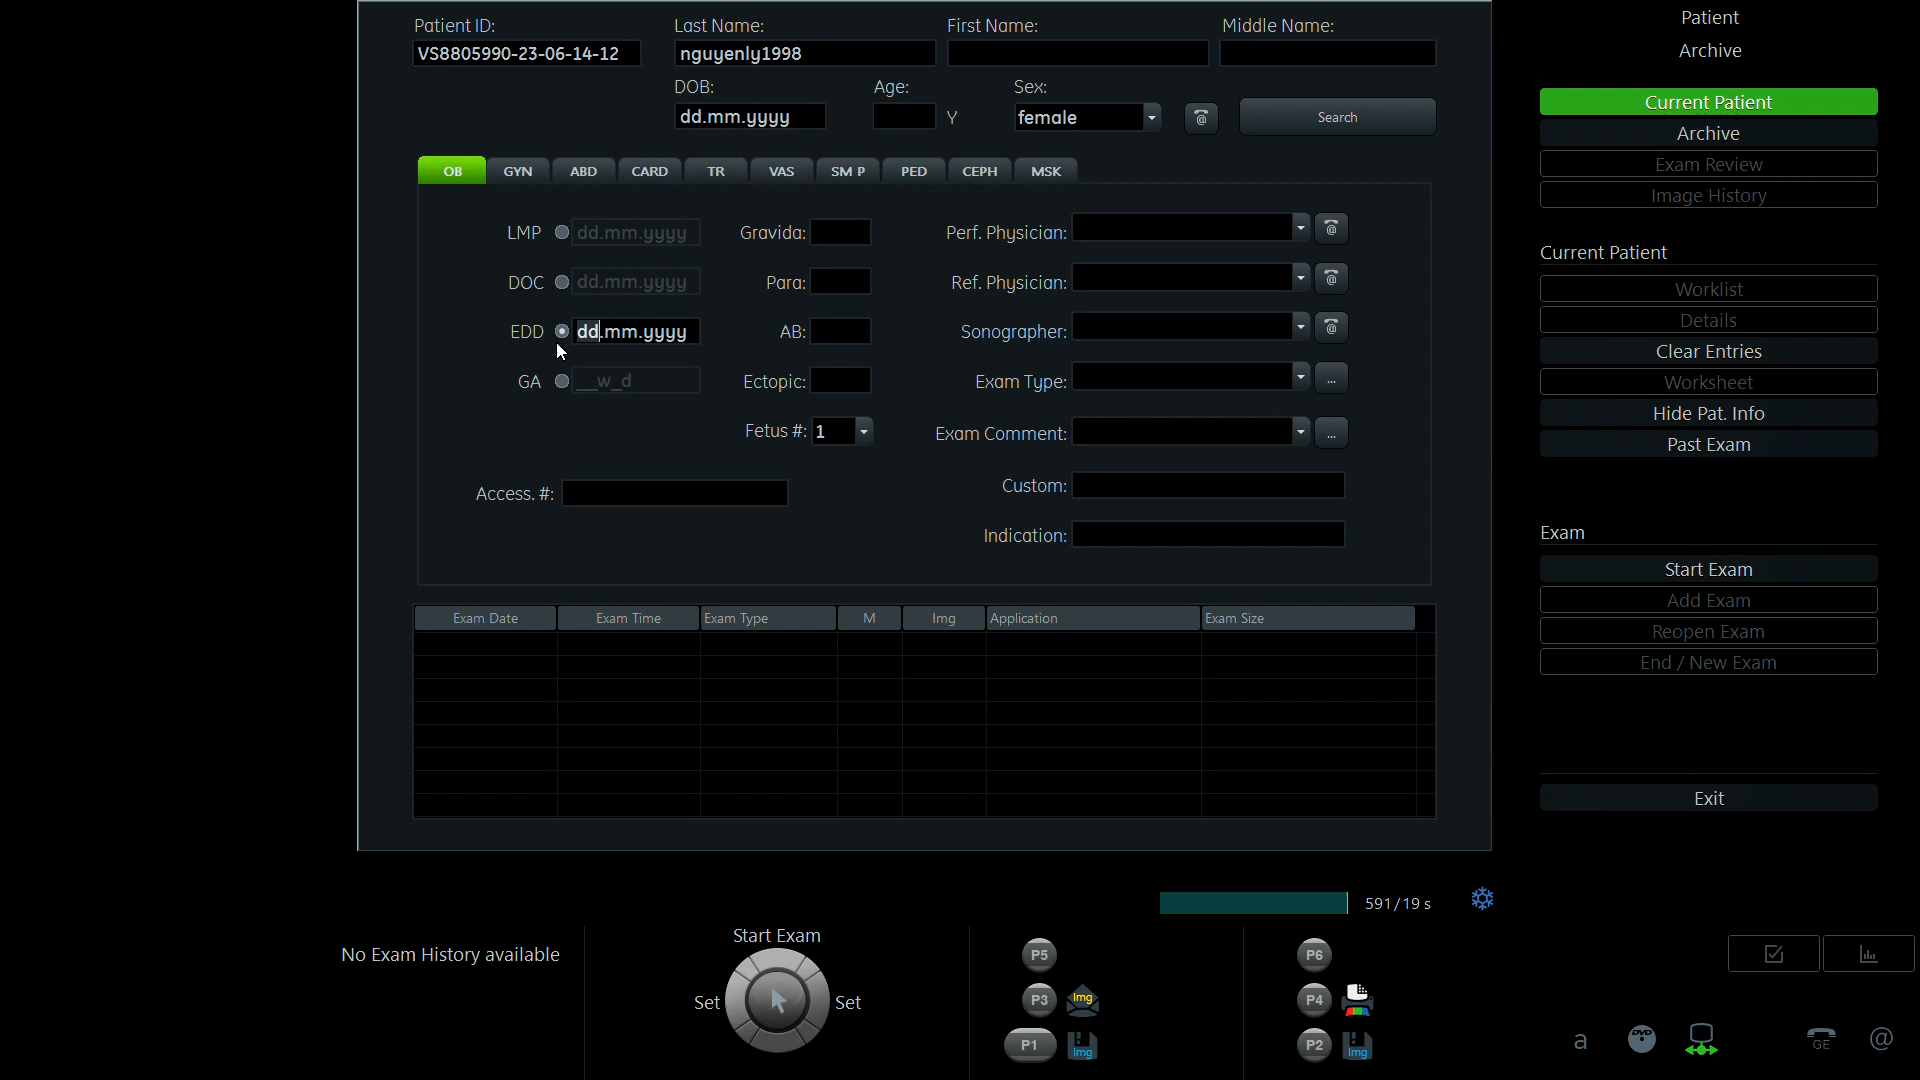 Patient ID: Last Name: First Name: Middle Name:
VS8805990-23-06-14-12 nguyenly1998
DOB: Age: Sex:
dd.mm.yyyy Y female @ Search
OB GYN ABD CARD TR VAS SM P PED CEPH MSK
LMP dd.mm.yyyy Gravida: Perf. Physician: @
DOC dd.mm.yyyy Para: Ref. Physician: @
EDD dd.mm.yyyy AB: Sonographer: @
GA __w_d Ectopic: Exam Type: ...
Fetus #: 1 Exam Comment: ...
Access. #: Custom:
Indication:
Exam Date Exam Time Exam Type M Img Application Exam Size
Patient
Archive
Current Patient
Archive
Exam Review
Image History
Current Patient
Worklist
Details
Clear Entries
Worksheet
Hide Pat. Info
Past Exam
Exam
Start Exam
Add Exam
Reopen Exam
End / New Exam
Exit
591/19 s
No Exam History available
Start Exam
Set Set
P5 P6
P3 Img P4
P1 Img P2 Img
a DVD GE @